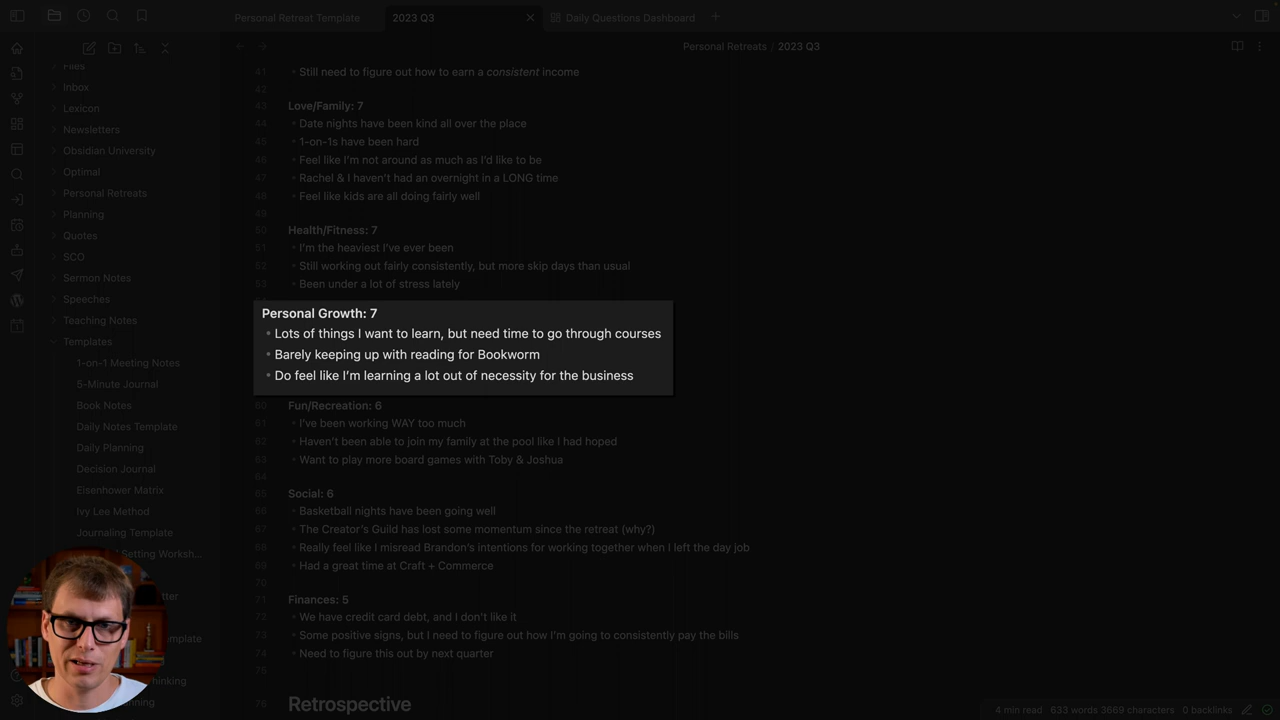 Personal Retreat Template
2023 Q3
Daily Questions Dashboard
Personal Retreats / 2023 Q3
Files
Inbox
Lexicon
Newsletters
Obsidian University
Optimal
Personal Retreats
Planning
Quotes
SCO
Sermon Notes
Speeches
Teaching Notes
Templates
1-on-1 Meeting Notes
5-Minute Journal
Book Notes
Daily Notes Template
Daily Planning
Decision Journal
Eisenhower Matrix
Ivy Lee Method
Journaling Template
Setting Worksh...
41 Still need to figure out how to earn a consistent income
42
43 Love/Family: 7
44 Date nights have been kind all over the place
45 1-on-1s have been hard
46 Feel like I'm not around as much as I'd like to be
47 Rachel & I haven't had an overnight in a LONG time
48 Feel like kids are all doing fairly well
49
50 Health/Fitness: 7
51 I'm the heaviest I've ever been
52 Still working out fairly consistently, but more skip days than usual
53 Been under a lot of stress lately
Personal Growth: 7
Lots of things I want to learn, but need time to go through courses
Barely keeping up with reading for Bookworm
Do feel like I'm learning a lot out of necessity for the business
60 Fun/Recreation: 6
61 I've been working WAY too much
62 Haven't been able to join my family at the pool like I had hoped
63 Want to play more board games with Toby & Joshua
64
65 Social: 6
66 Basketball nights have been going well
67 The Creator's Guild has lost some momentum since the retreat (why?)
68 Really feel like I misread Brandon's intentions for working together when I left the day job
69 Had a great time at Craft + Commerce
70
71 Finances: 5
72 We have credit card debt, and I don't like it
73 Some positive signs, but I need to figure out how I'm going to consistently pay the bills
74 Need to figure this out by next quarter
75
76 Retrospective
4 min read 633 words 3669 characters 0 backlinks